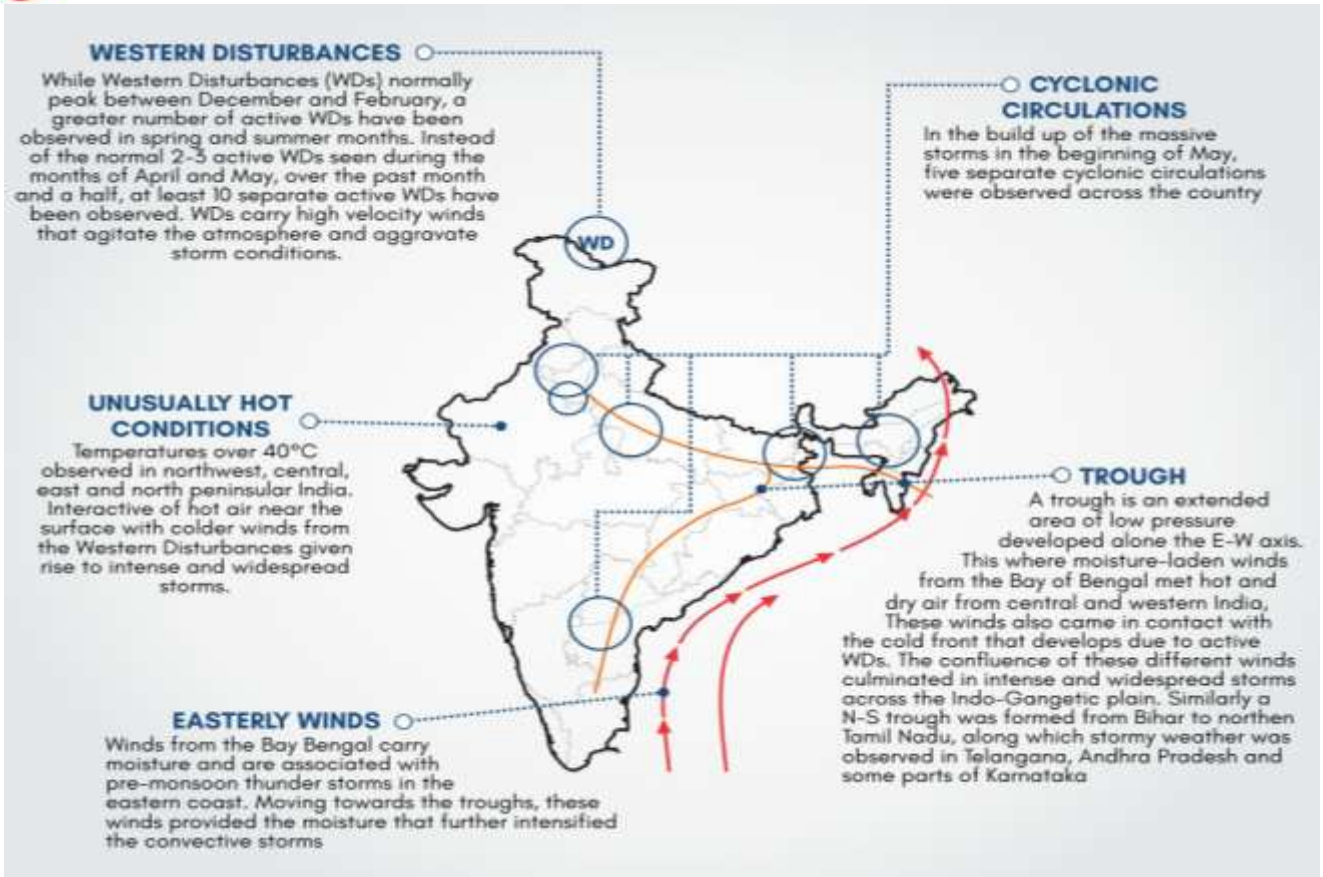 WESTERN DISTURBANCES
While Western Disturbances (WDs) normally
peak between December and February, a
greater number of active WDs have been
observed in spring and summer months. Instead
of the normal 2-3 active WDs seen during the
months of April and May, over the past month
and a half, at least 10 separate active WDs have
been observed. WDs carry high velocity winds
that agitate the atmosphere and aggravate
storm conditions.
CYCLONIC
CIRCULATIONS
In the build up of the massive
storms in the beginning of May,
five separate cyclonic circulations
were observed across the country
WD
UNUSUALLY HOT
CONDITIONS
Temperatures over 40°C
observed in northwest, central,
east and north peninsular India.
Interactive of hot air near the
surface with colder winds from
the Western Disturbances given
rise to intense and widespread
storms.
TROUGH
A trough is an extended
area of low pressure
developed alone the E-W axis.
This where moisture-laden winds
from the Bay of Bengal met hot and
dry air from central and western India,
These winds also came in contact with
the cold front that develops due to active
WDs. The confluence of these different winds
culminated in intense and widespread storms
across the Indo-Gangetic plain. Similarly a
N-S trough was formed from Bihar to northen
Tamil Nadu, along which stormy weather was
observed in Telangana, Andhra Pradesh and
some parts of Karnataka
EASTERLY WINDS
Winds from the Bay Bengal carry
moisture and are associated with
pre-monsoon thunder storms in the
eastern coast. Moving towards the troughs, these
winds provided the moisture that further intensified
the convective storms